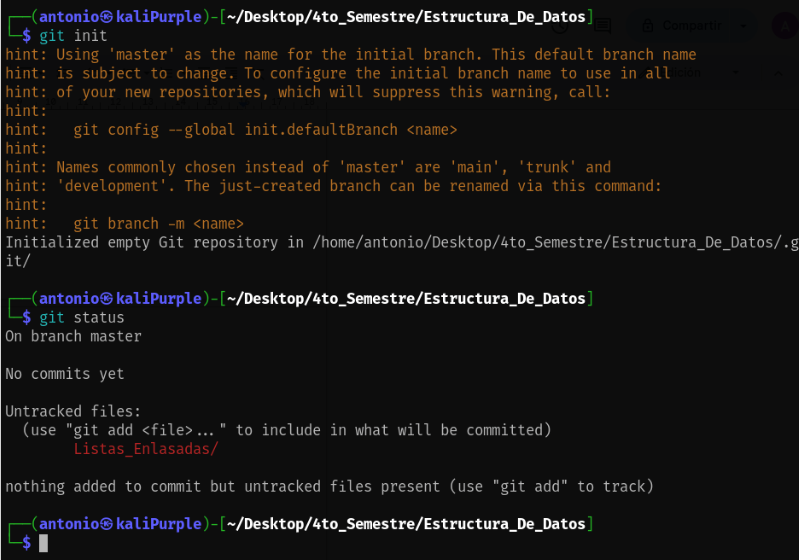 ┌──(antonio㉿kaliPurple)-[~/Desktop/4to_Semestre/Estructura_De_Datos]
└─$ git init
hint: Using 'master' as the name for the initial branch. This default branch name
hint: is subject to change. To configure the initial branch name to use in all
hint: of your new repositories, which will suppress this warning, call:
hint:
hint:   git config --global init.defaultBranch <name>
hint:
hint: Names commonly chosen instead of 'master' are 'main', 'trunk' and
hint: 'development'. The just-created branch can be renamed via this command:
hint:
hint:   git branch -m <name>
Initialized empty Git repository in /home/antonio/Desktop/4to_Semestre/Estructura_De_Datos/.g
it/
┌──(antonio㉿kaliPurple)-[~/Desktop/4to_Semestre/Estructura_De_Datos]
└─$ git status
On branch master
No commits yet
Untracked files:
  (use "git add <file>..." to include in what will be committed)
        Listas_Enlasadas/
nothing added to commit but untracked files present (use "git add" to track)
┌──(antonio㉿kaliPurple)-[~/Desktop/4to_Semestre/Estructura_De_Datos]
└─$
Compartir